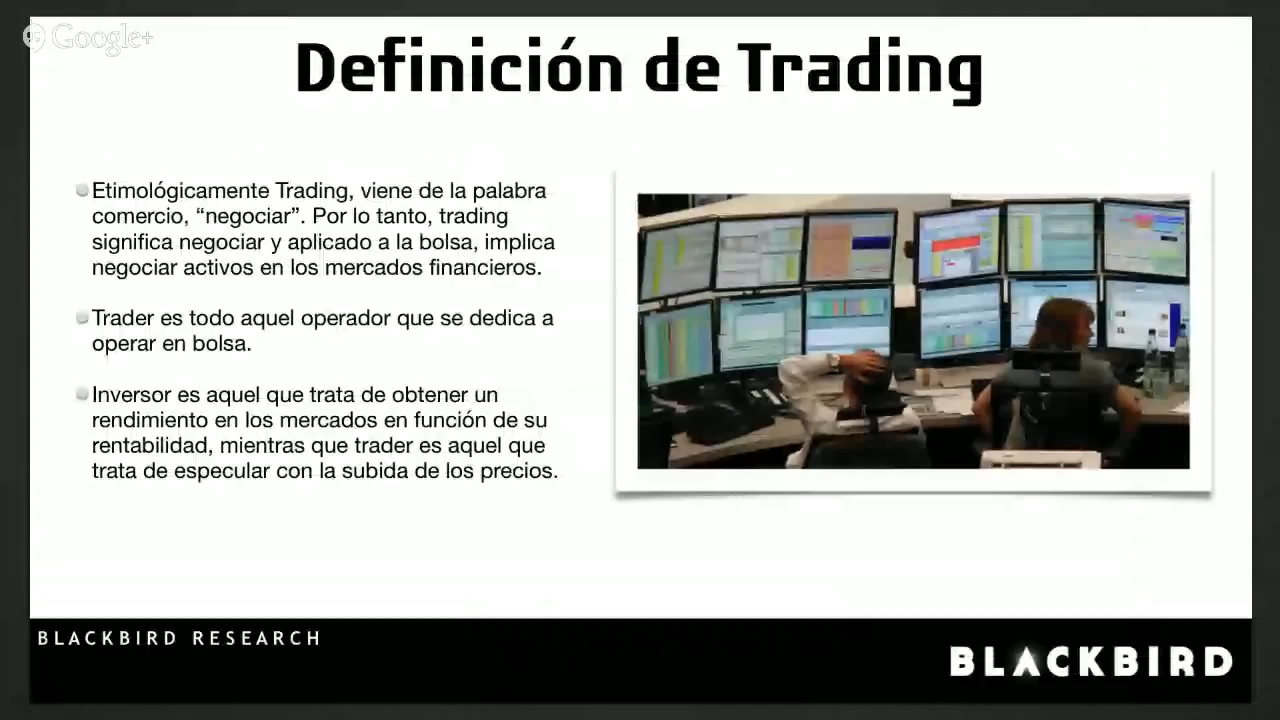 Google+
Definición de Trading
Etimológicamente Trading, viene de la palabra
comercio, “negociar”. Por lo tanto, trading
significa negociar y aplicado a la bolsa, implica
negociar activos en los mercados financieros.
Trader es todo aquel operador que se dedica a
operar en bolsa.
Inversor es aquel que trata de obtener un
rendimiento en los mercados en función de su
rentabilidad, mientras que trader es aquel que
trata de especular con la subida de los precios.
BLACKBIRD RESEARCH
BLACKBIRD